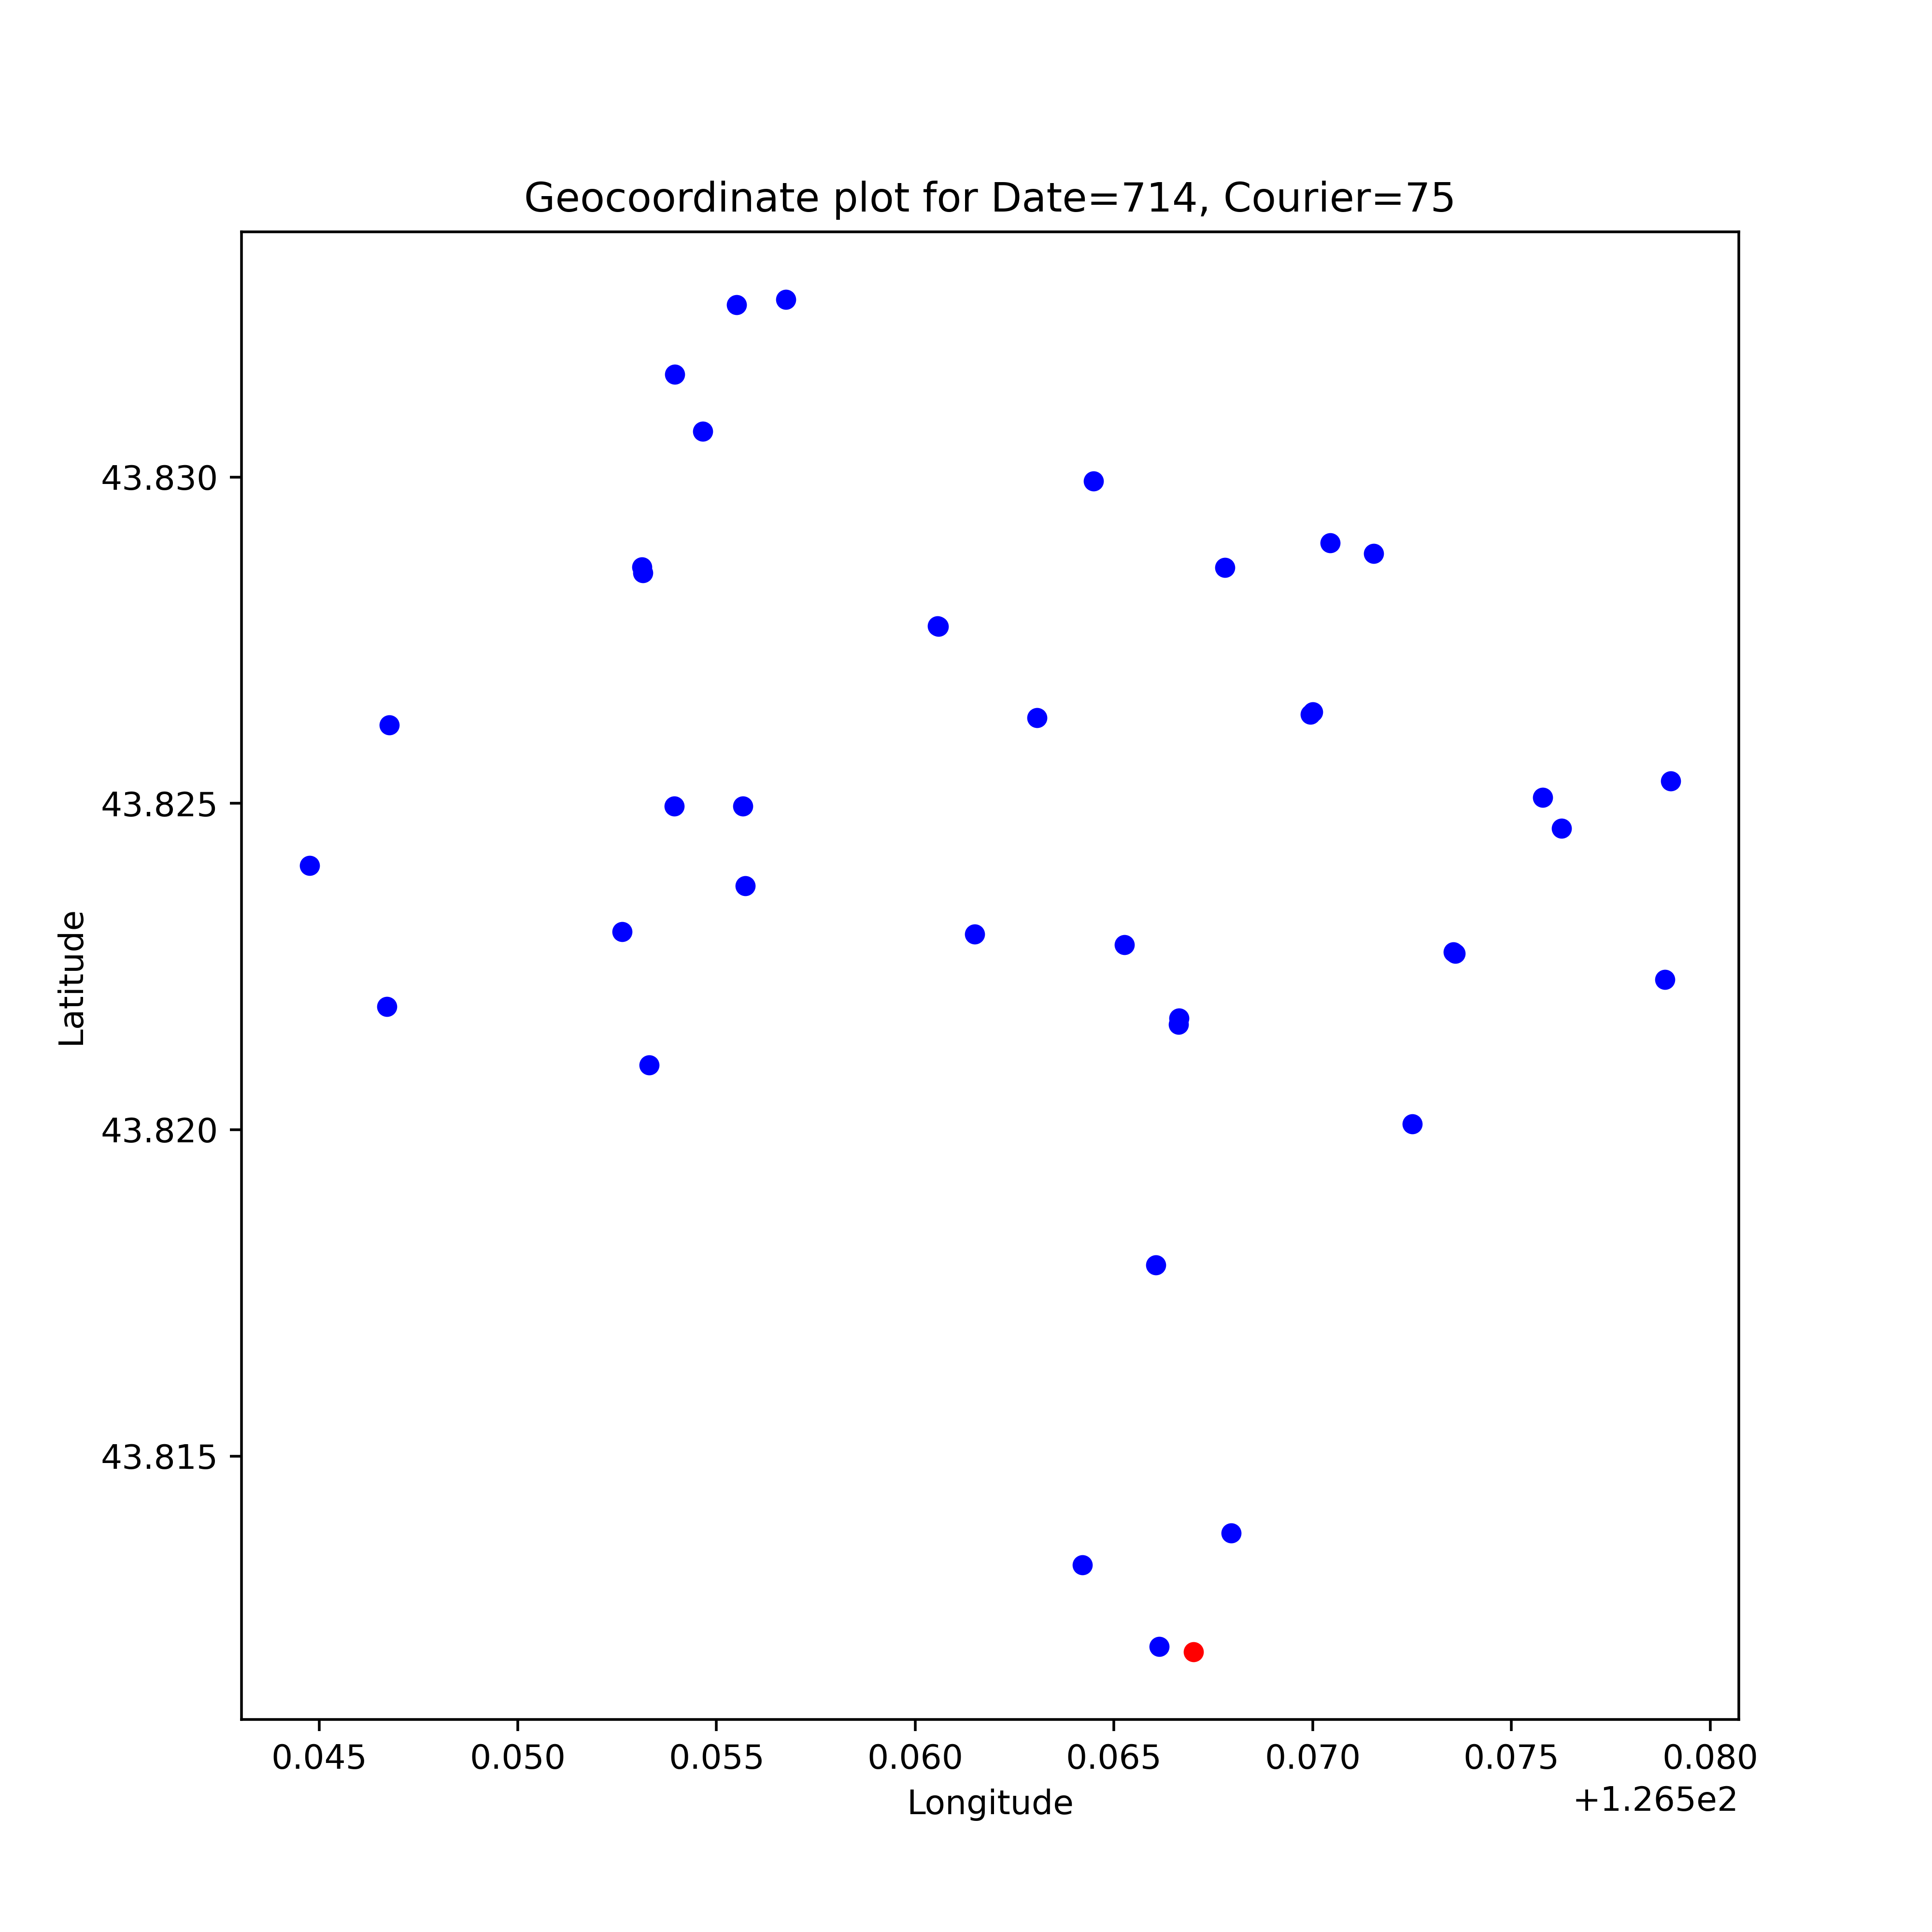 Geocoordinate plot for Date=714, Courier=75
Latitude
43.830
43.825
43.820
43.815
0.045 0.050 0.055 0.060 0.065 0.070 0.075 0.080
Longitude
+1.265e2